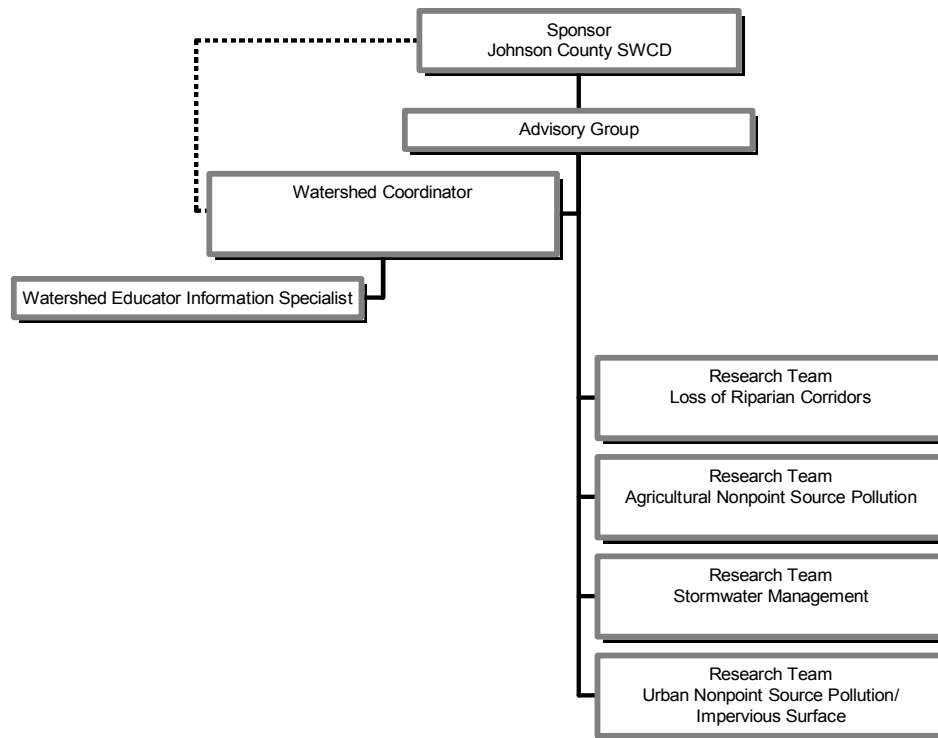 Sponsor
Johnson County SWCD
Advisory Group
Watershed Coordinator
Watershed Educator Information Specialist
Research Team
Loss of Riparian Corridors
Research Team
Agricultural Nonpoint Source Pollution
Research Team
Stormwater Management
Research Team
Urban Nonpoint Source Pollution/
Impervious Surface